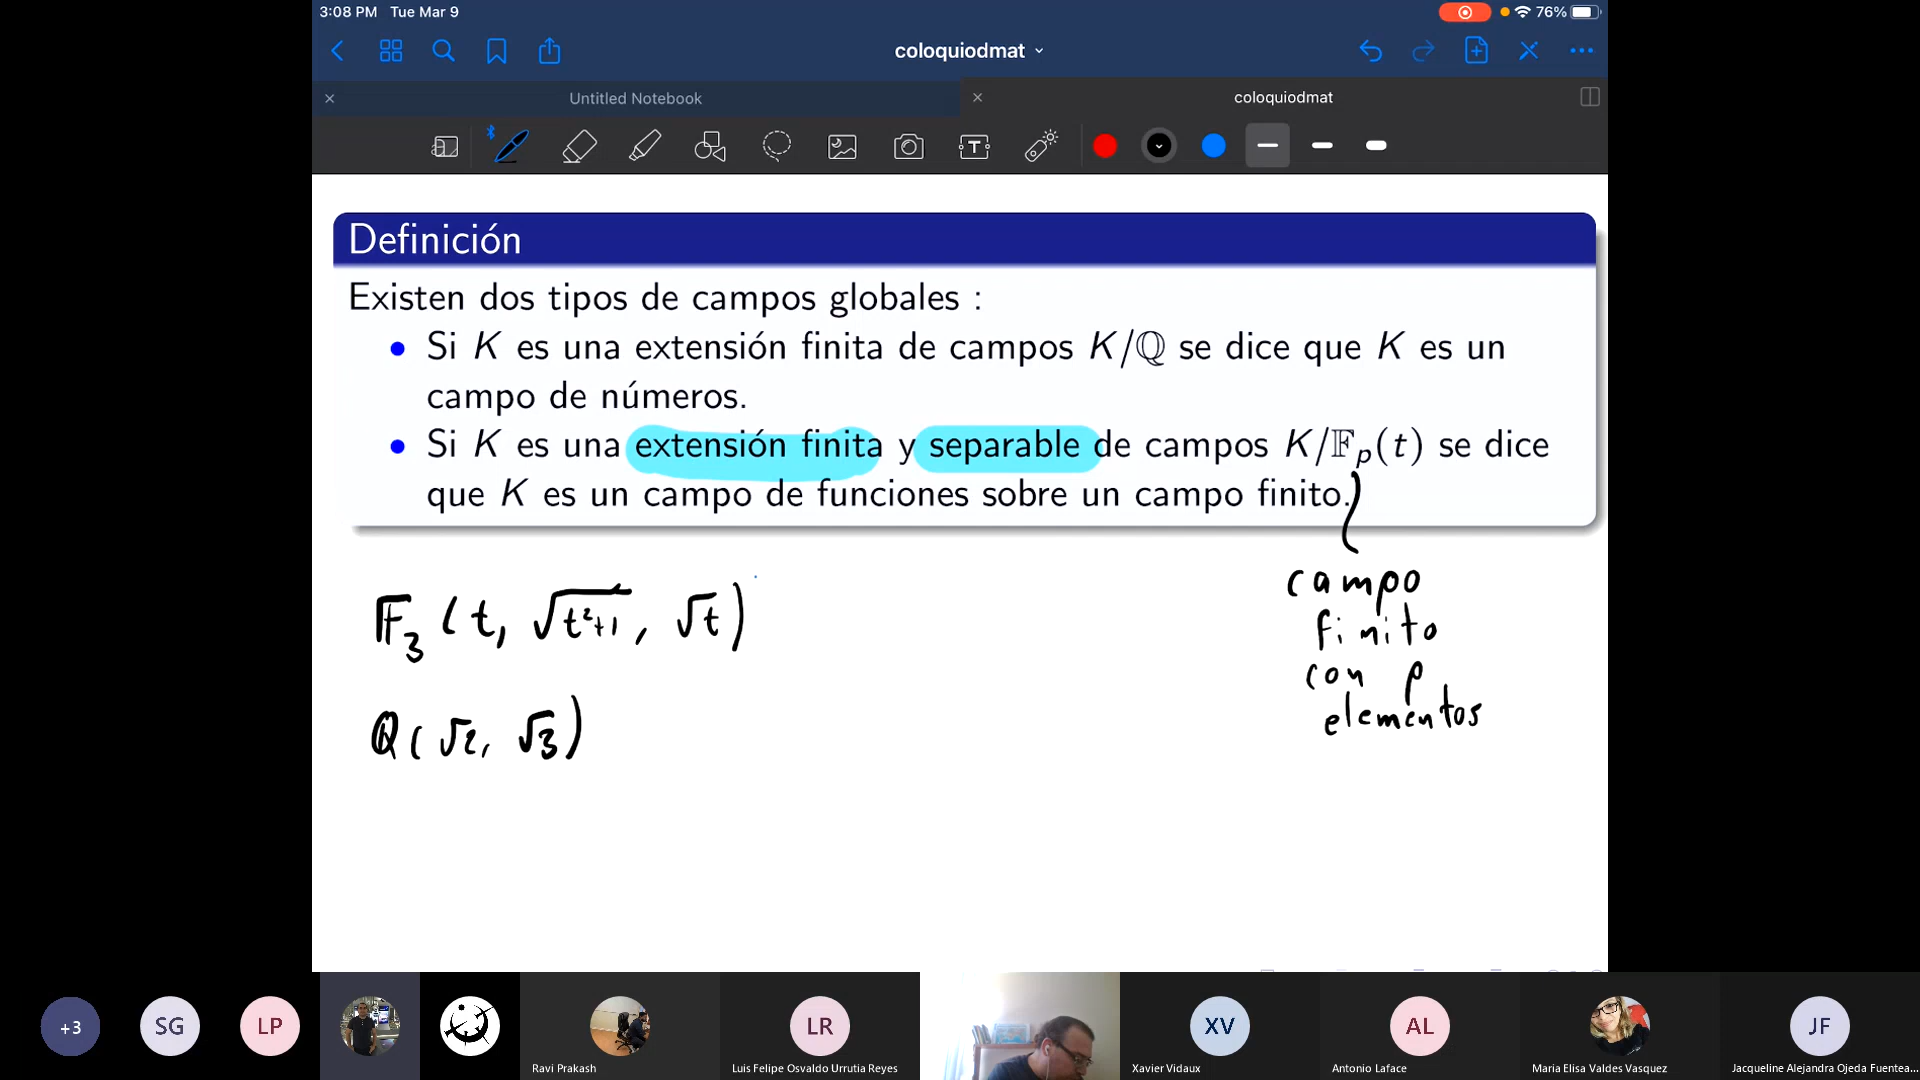 3:08 PM Tue Mar 9
76%
coloquiodmat
Untitled Notebook
coloquiodmat
T
Definición
Existen dos tipos de campos globales :
Si K es una extensión finita de campos K/ℚ se dice que K es un
campo de números.
Si K es una extensión finita y separable de campos K/𝔽_p(t) se dice
que K es un campo de funciones sobre un campo finito.
campo
finito
con p
elementos
𝔽_3 (t, √(t²+1), √t)
ℚ(√2, √3)
+3
SG
LP
LR
XV
AL
JF
Ravi Prakash
Luis Felipe Osvaldo Urrutia Reyes
Xavier Vidaux
Antonio Laface
Maria Elisa Valdes Vasquez
Jacqueline Alejandra Ojeda Fuentea...